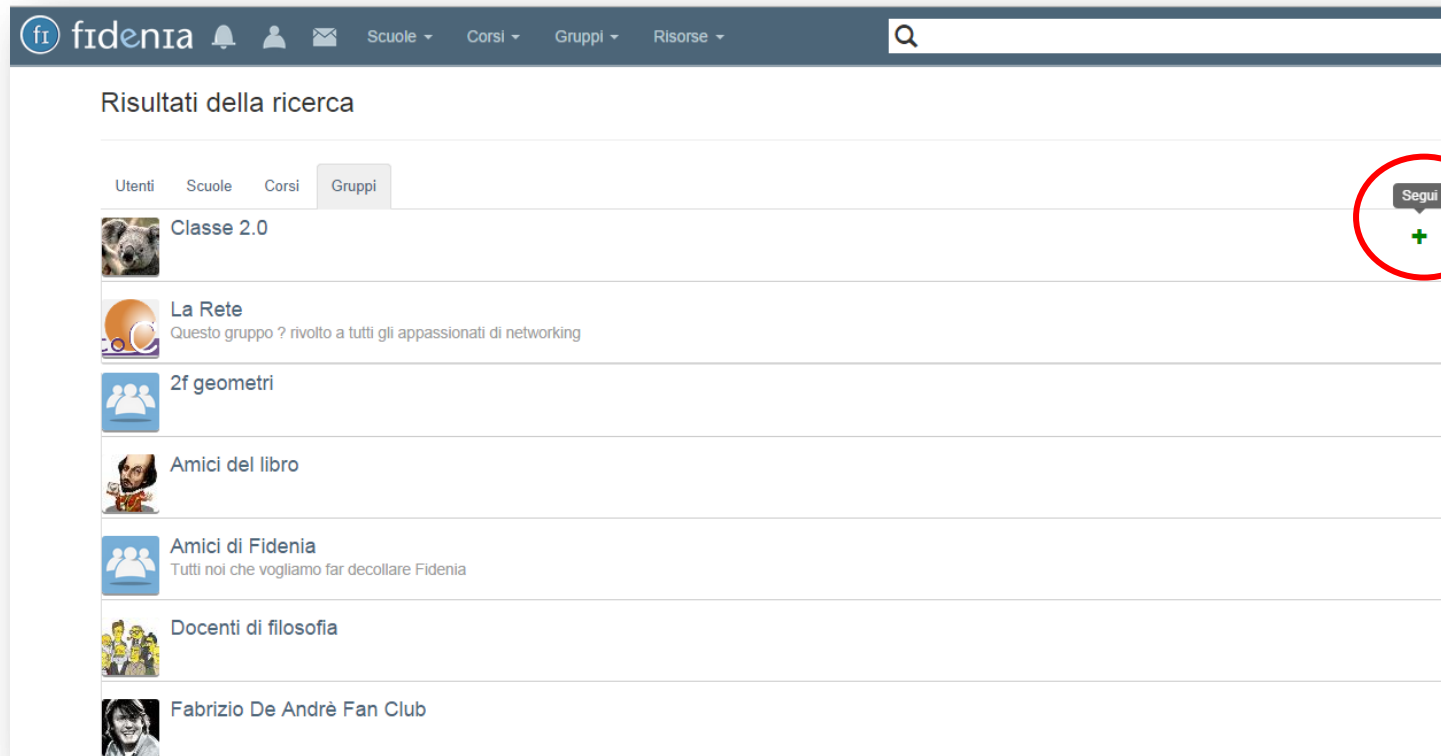 fi fidenia Scuole Corsi Gruppi Risorse
Risultati della ricerca
Utenti Scuole Corsi Gruppi
Segui
Classe 2.0
La Rete
Questo gruppo ? rivolto a tutti gli appassionati di networking
2f geometri
Amici del libro
Amici di Fidenia
Tutti noi che vogliamo far decollare Fidenia
Docenti di filosofia
Fabrizio De Andrè Fan Club